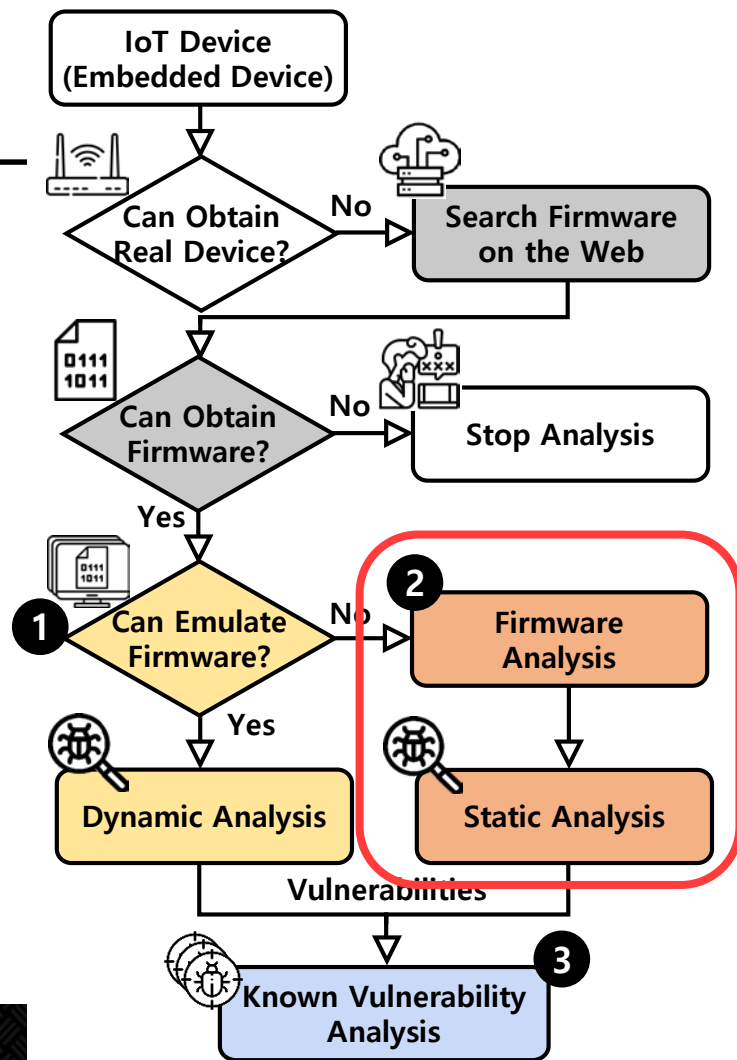 IoT Device
(Embedded Device)
Can Obtain
Real Device?
No
Search Firmware
on the Web
0111
1011
Can Obtain
Firmware?
No
xxx
Stop Analysis
Yes
0111
1011
1
Can Emulate
Firmware?
No
2
Firmware
Analysis
Yes
Dynamic Analysis
Static Analysis
Vulnerabilities
3
Known Vulnerability
Analysis